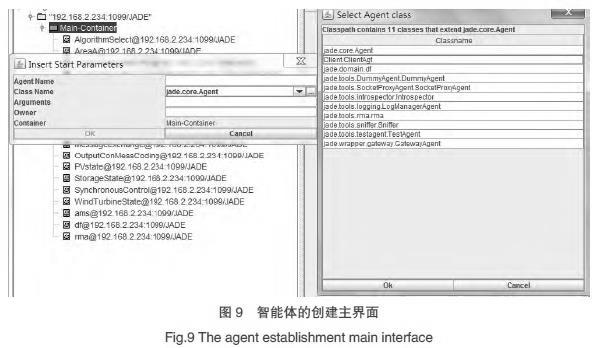 "192.168.2.234:1099/JADE"
Main-Container
AlgorithmSelect@192.168.2.234:1099/JADE
AreaA@192.168.2.234:1099/JADE
Insert Start Parameters
Agent Name
Class Name
jade.core.Agent
Arguments
Owner
Container
Main-Container
OK
Cancel
OutputConMessCoding@192.168.2.234:1099/JADE
PVstate@192.168.2.234:1099/JADE
StorageState@192.168.2.234:1099/JADE
SynchronousControl@192.168.2.234:1099/JADE
WindTurbineState@192.168.2.234:1099/JADE
ams@192.168.2.234:1099/JADE
df@192.168.2.234:1099/JADE
rma@192.168.2.234:1099/JADE
Select Agent class
Classpath contains 11 classes that extend jade.core.Agent
Classname
jade.core.Agent
Client.ClientAgt
jade.domain.df
jade.tools.DummyAgent.DummyAgent
jade.tools.SocketProxyAgent.SocketProxyAgent
jade.tools.introspector.Introspector
jade.tools.logging.LogManagerAgent
jade.tools.rma.rma
jade.tools.sniffer.Sniffer
jade.tools.testagent.TestAgent
jade.wrapper.gateway.GatewayAgent
Ok
Cancel
图 9 智能体的创建主界面
Fig.9 The agent establishment main interface